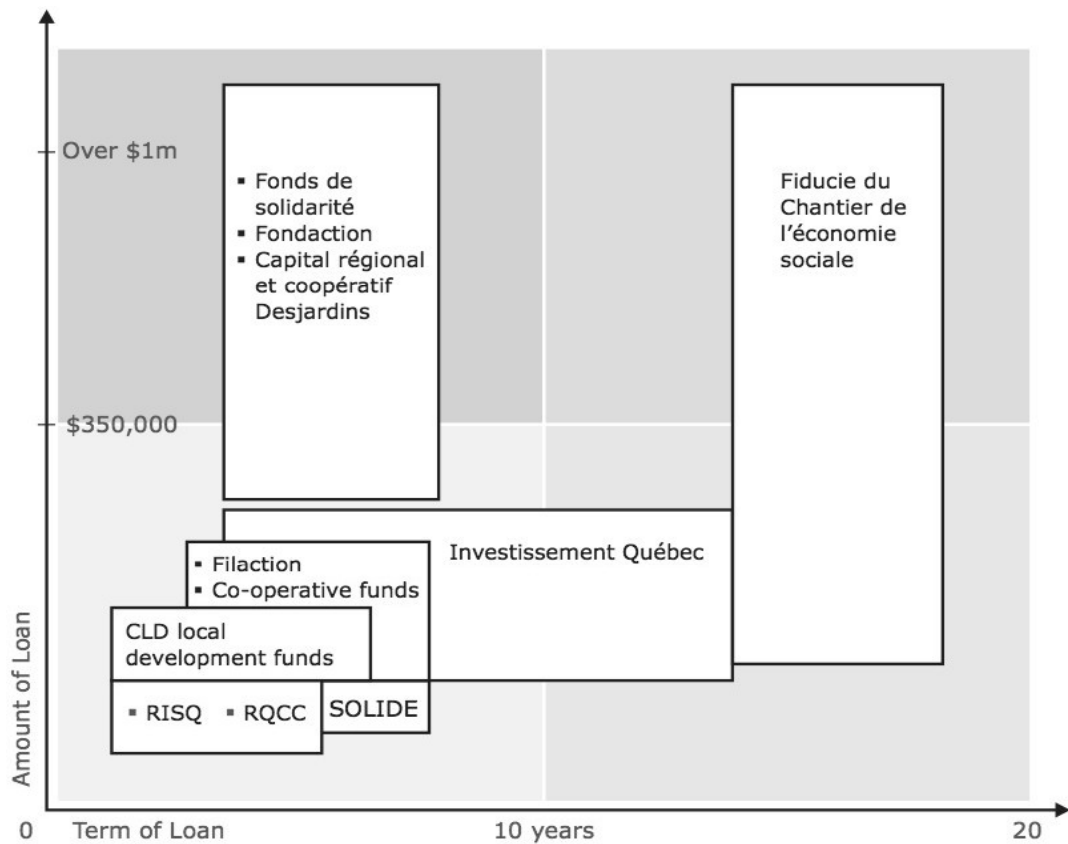 Over $1m
▪ Fonds de
solidarité
▪ Fondaction
▪ Capital régional
et coopératif
Desjardins
Fiducie du
Chantier de
l'économie
sociale
$350,000
Investissement Québec
▪ Filaction
▪ Co-operative funds
CLD local
development funds
▪ RISQ ▪ RQCC
SOLIDE
Amount of Loan
0 Term of Loan 10 years 20